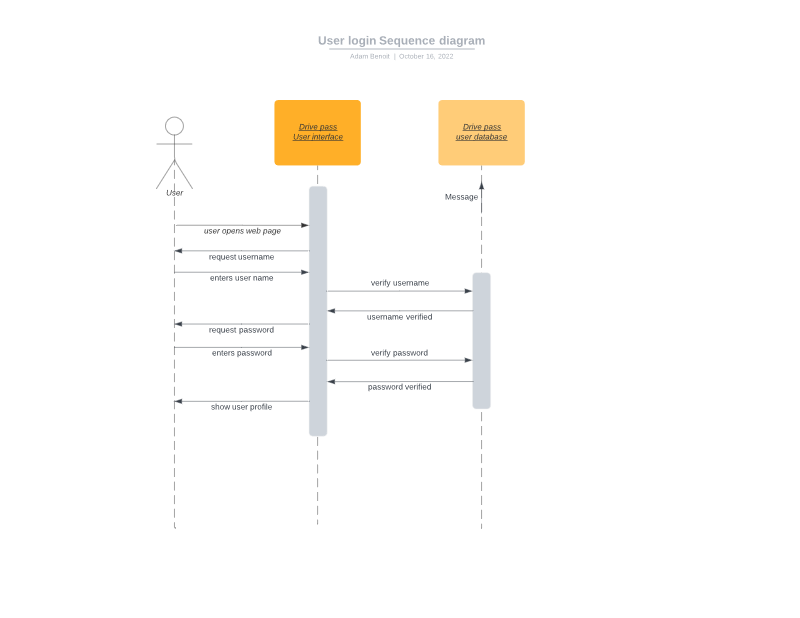 User login Sequence diagram
Adam Benoit | October 16, 2022
Drive pass
User interface
Drive pass
user database
User
Message
user opens web page
request username
enters user name
verify username
username verified
request password
enters password
verify password
password verified
show user profile